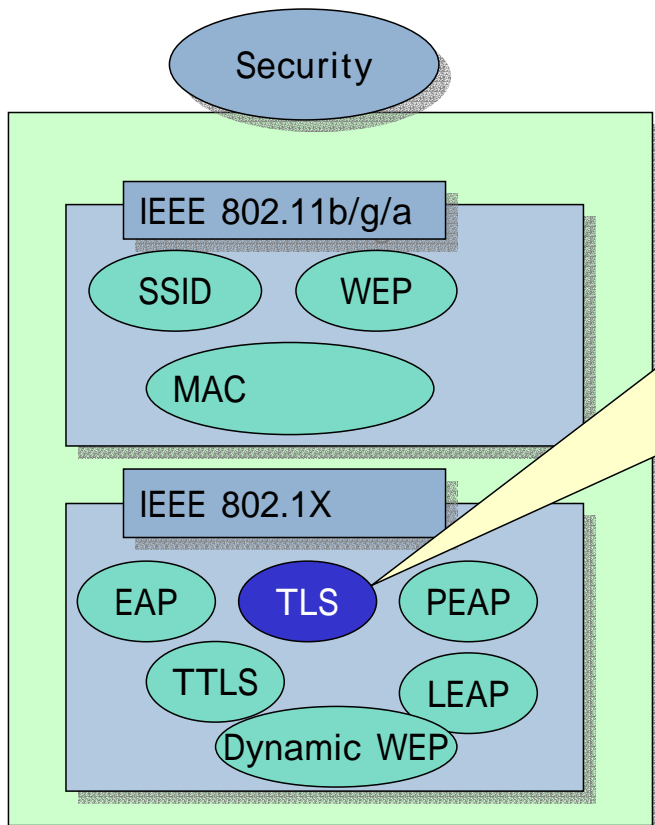 Security
IEEE 802.11b/g/a
SSID WEP
MAC
IEEE 802.1X
EAP TLS PEAP
TTLS LEAP
Dynamic WEP